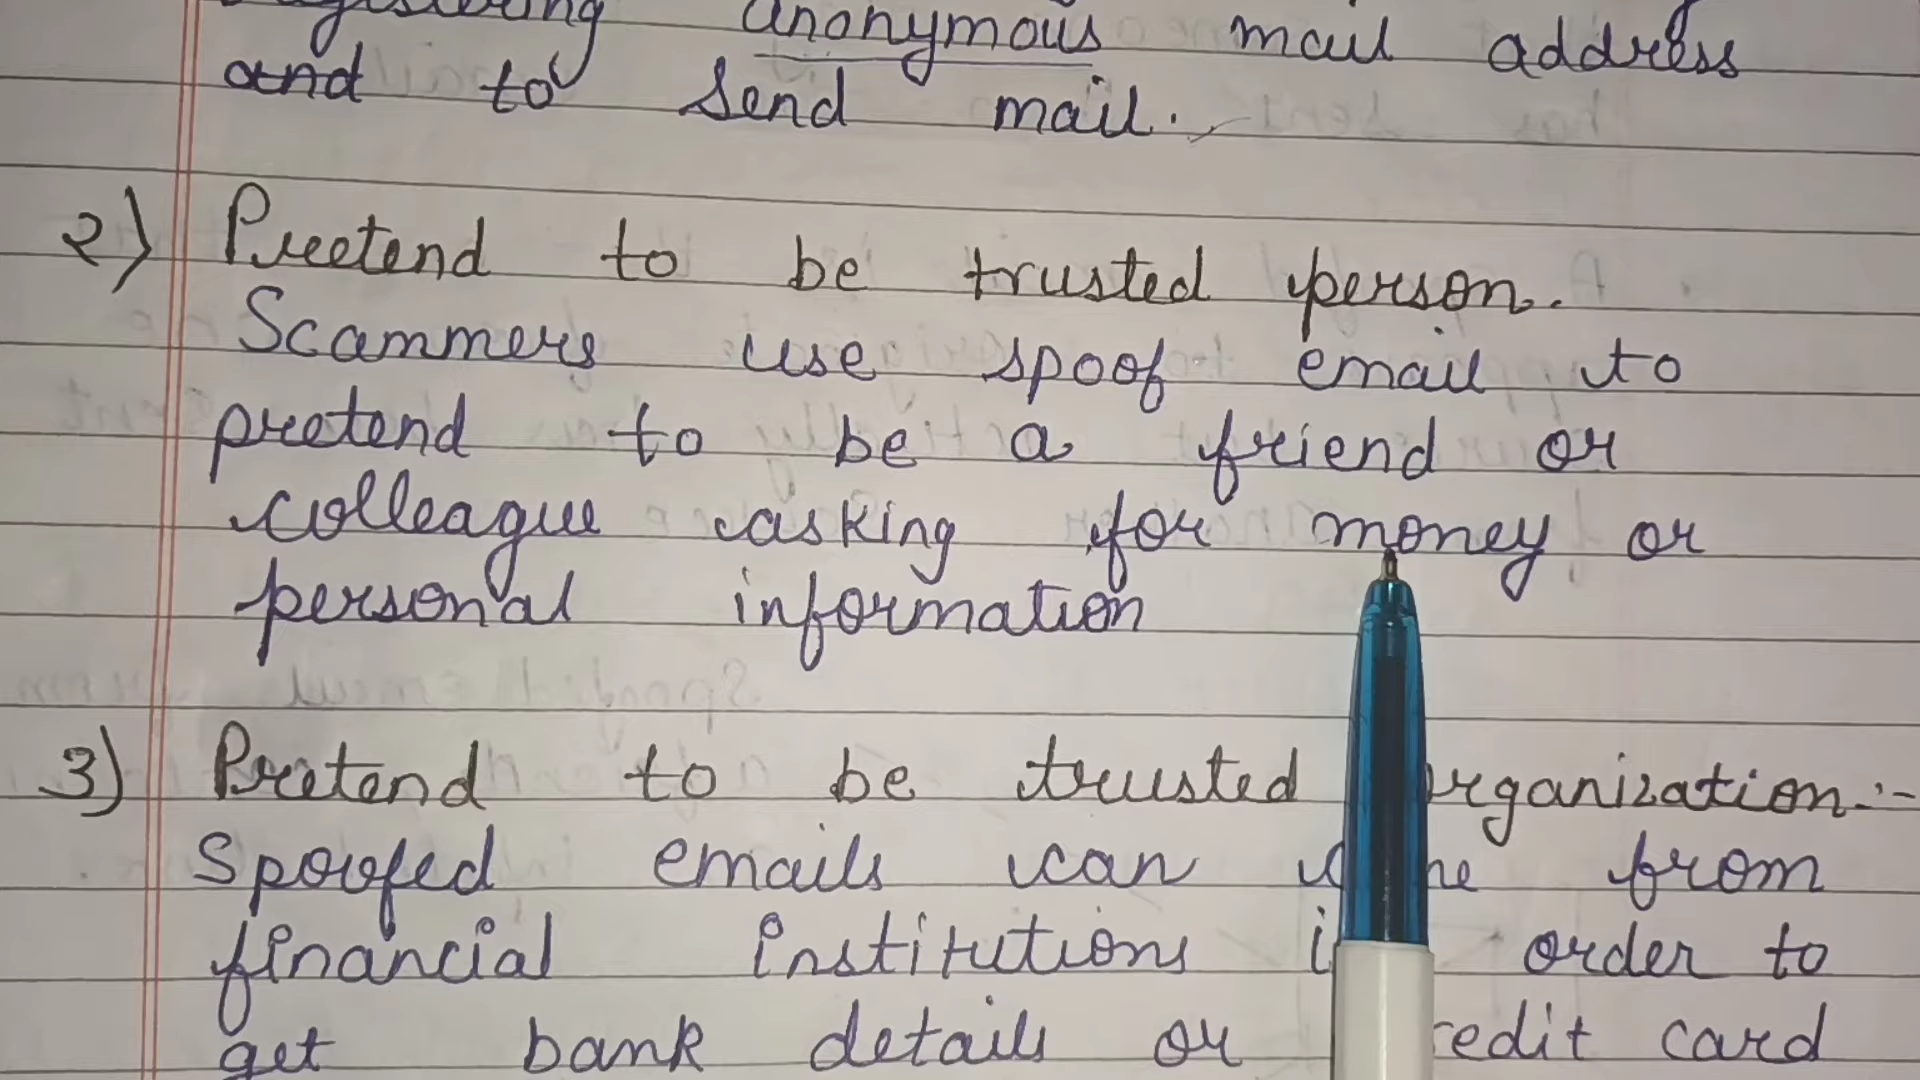 anonymous mail address
and to send mail.
2) Pretend to be trusted person.
Scammers use spoof email to
pretend to be a friend or
colleague asking for money or
personal information
3) Pretend to be trusted organization:-
Spoofed emails can from
financial institutions order to
get bank details or credit card